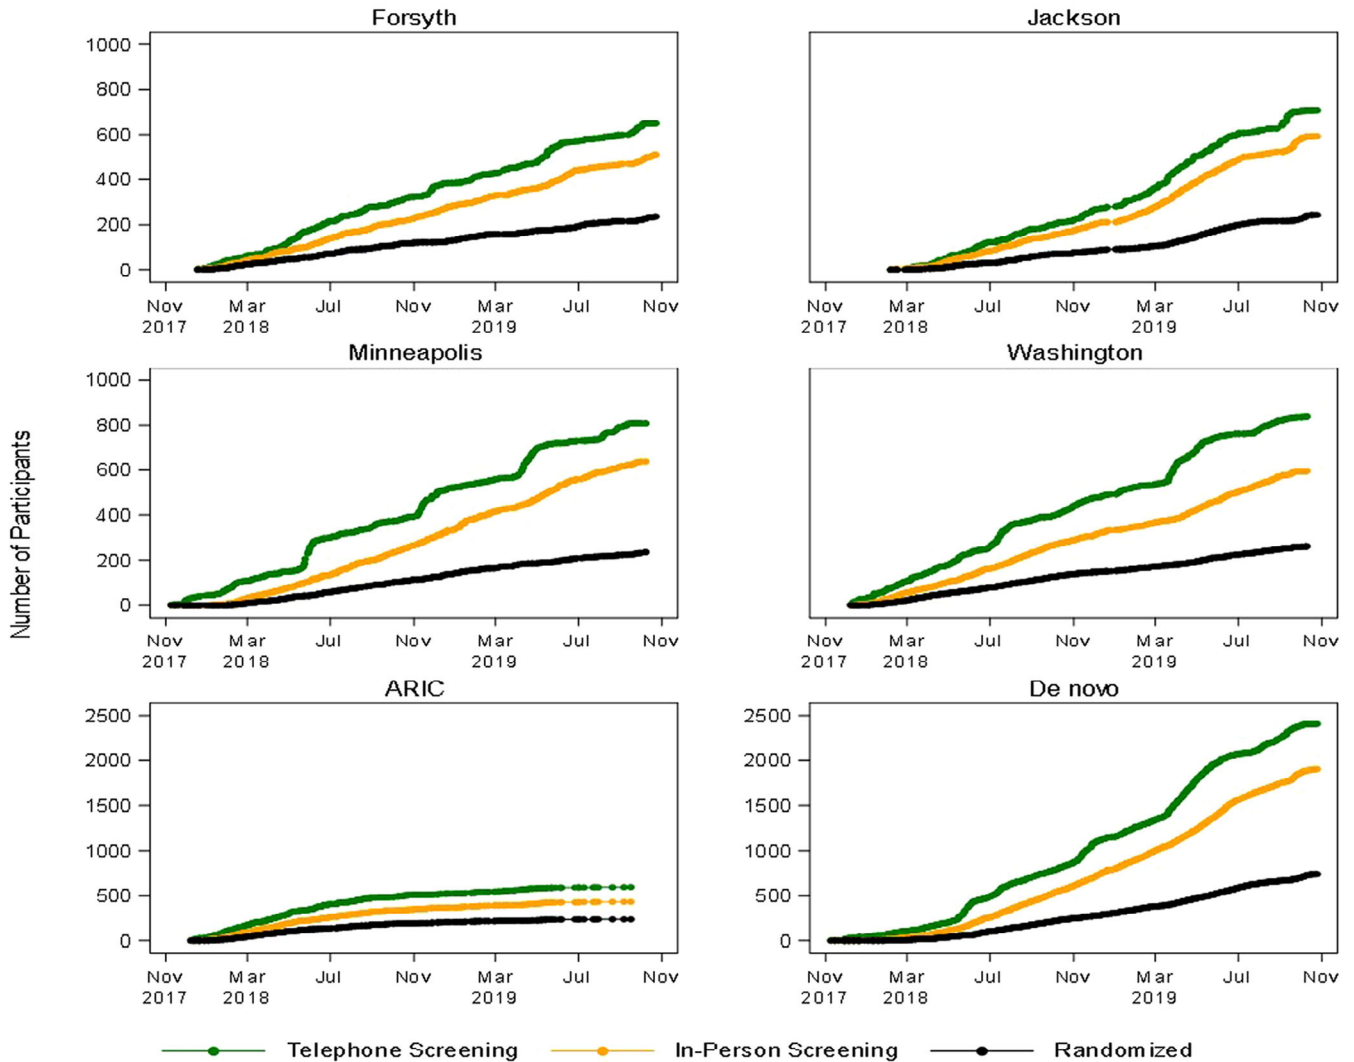 Forsyth
Jackson
1000
800
600
400
200
0
Nov Mar Jul Nov Mar Jul Nov
2017 2018 2019
Nov Mar Jul Nov Mar Jul Nov
2017 2018 2019
Minneapolis
Washington
Number of Participants
1000
800
600
400
200
0
Nov Mar Jul Nov Mar Jul Nov
2017 2018 2019
Nov Mar Jul Nov Mar Jul Nov
2017 2018 2019
ARIC
De novo
2500
2000
1500
1000
500
0
2500
2000
1500
1000
500
0
Nov Mar Jul Nov Mar Jul Nov
2017 2018 2019
Nov Mar Jul Nov Mar Jul Nov
2017 2018 2019
Telephone Screening In-Person Screening Randomized